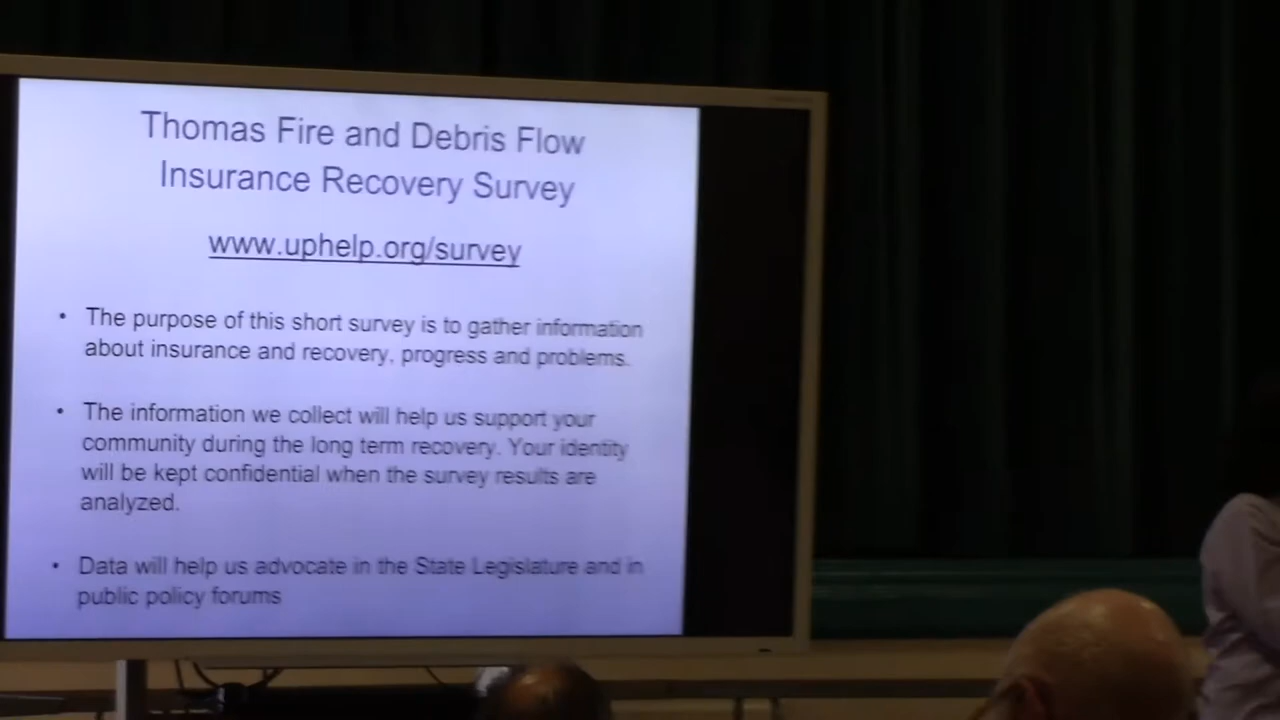 Thomas Fire and Debris Flow
Insurance Recovery Survey
www.uphelp.org/survey
• The purpose of this short survey is to gather information
about insurance and recovery, progress and problems.
• The information we collect will help us support your
community during the long term recovery. Your identity
will be kept confidential when the survey results are
analyzed.
• Data will help us advocate in the State Legislature and in
public policy forums